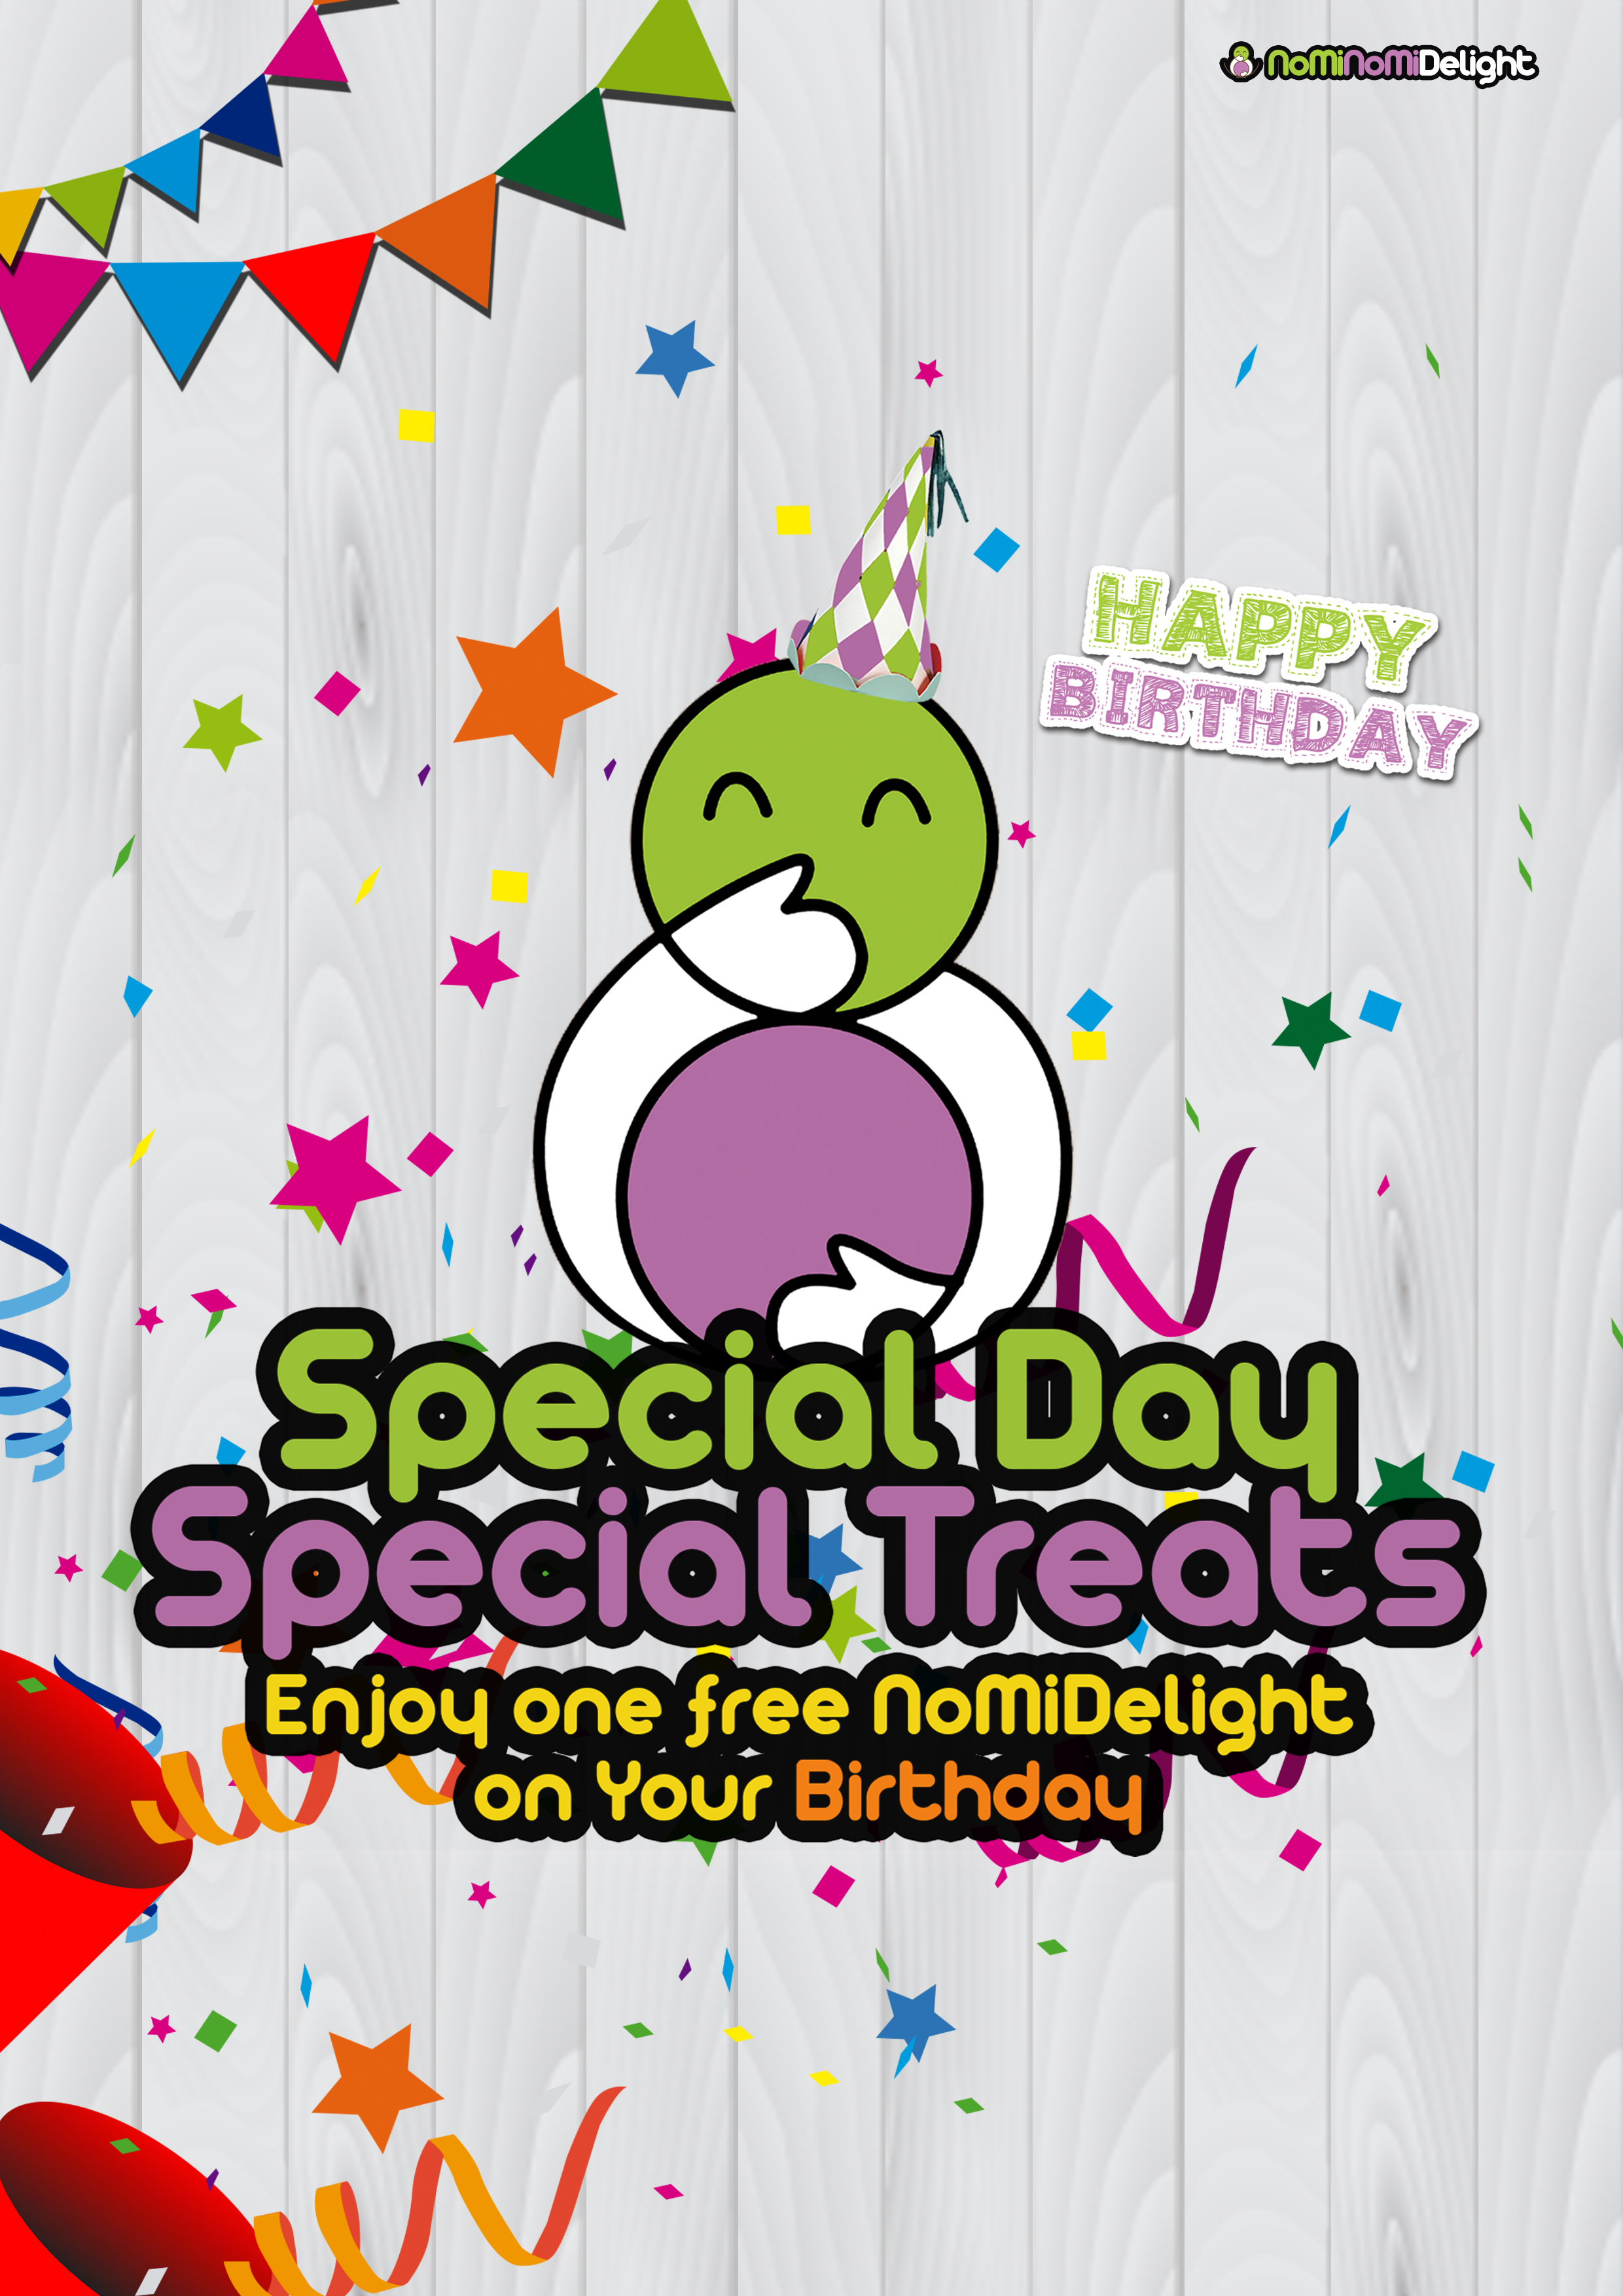 NoMiNoMiDelight
HAPPY
BIRTHDAY
Special Day
Special Treats
Enjoy one free NoMiDelight
on Your Birthday